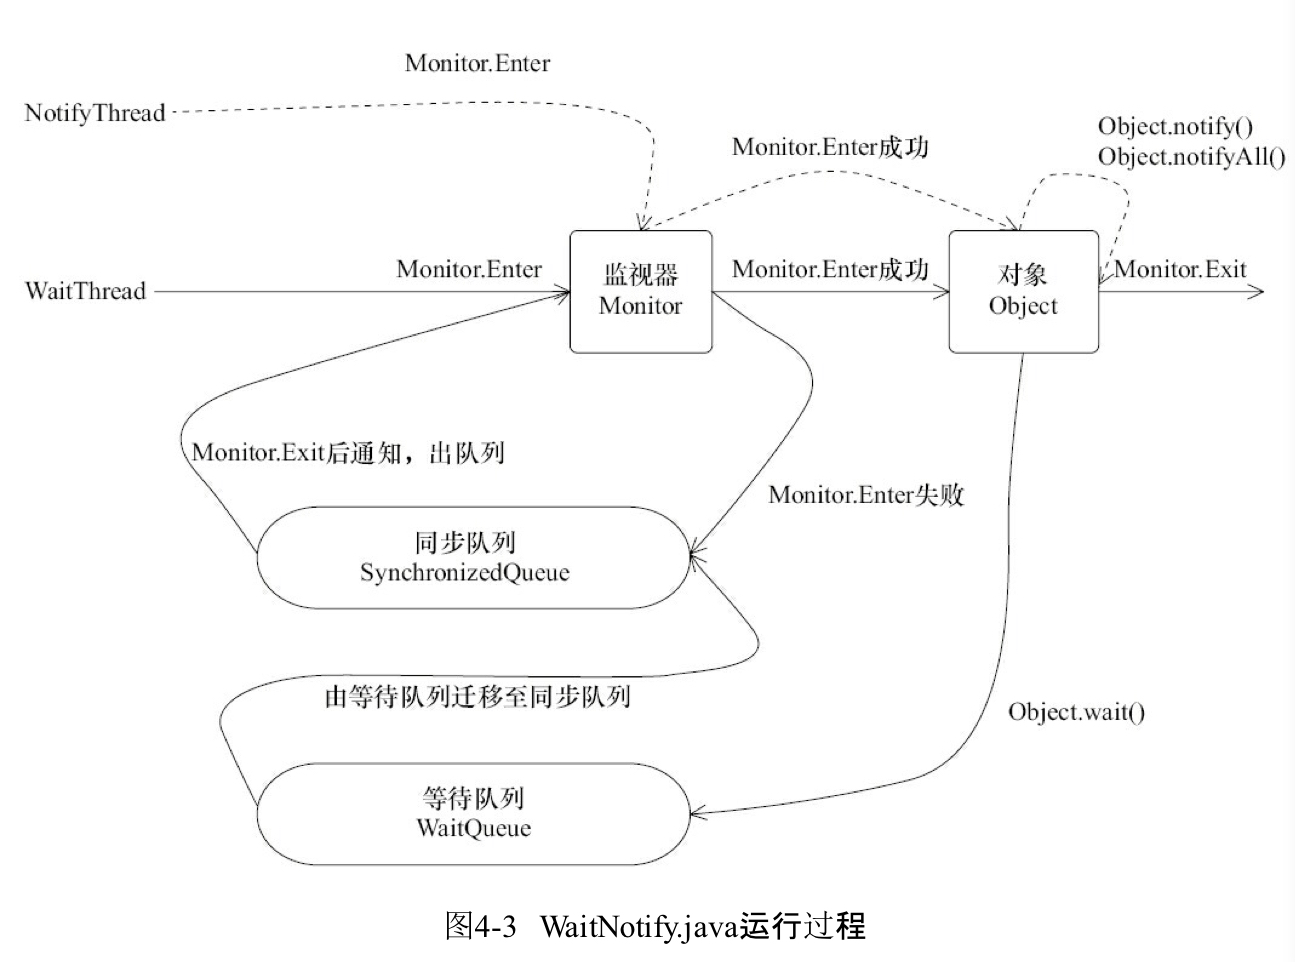 Monitor.Enter
NotifyThread
Object.notify()
Object.notifyAll()
Monitor.Enter成功
WaitThread
Monitor.Enter
监视器
Monitor
Monitor.Enter成功
对象
Object
Monitor.Exit
Monitor.Exit后通知，出队列
Monitor.Enter失败
同步队列
SynchronizedQueue
由等待队列迁移至同步队列
Object.wait()
等待队列
WaitQueue
图4-3 WaitNotify.java运行过程